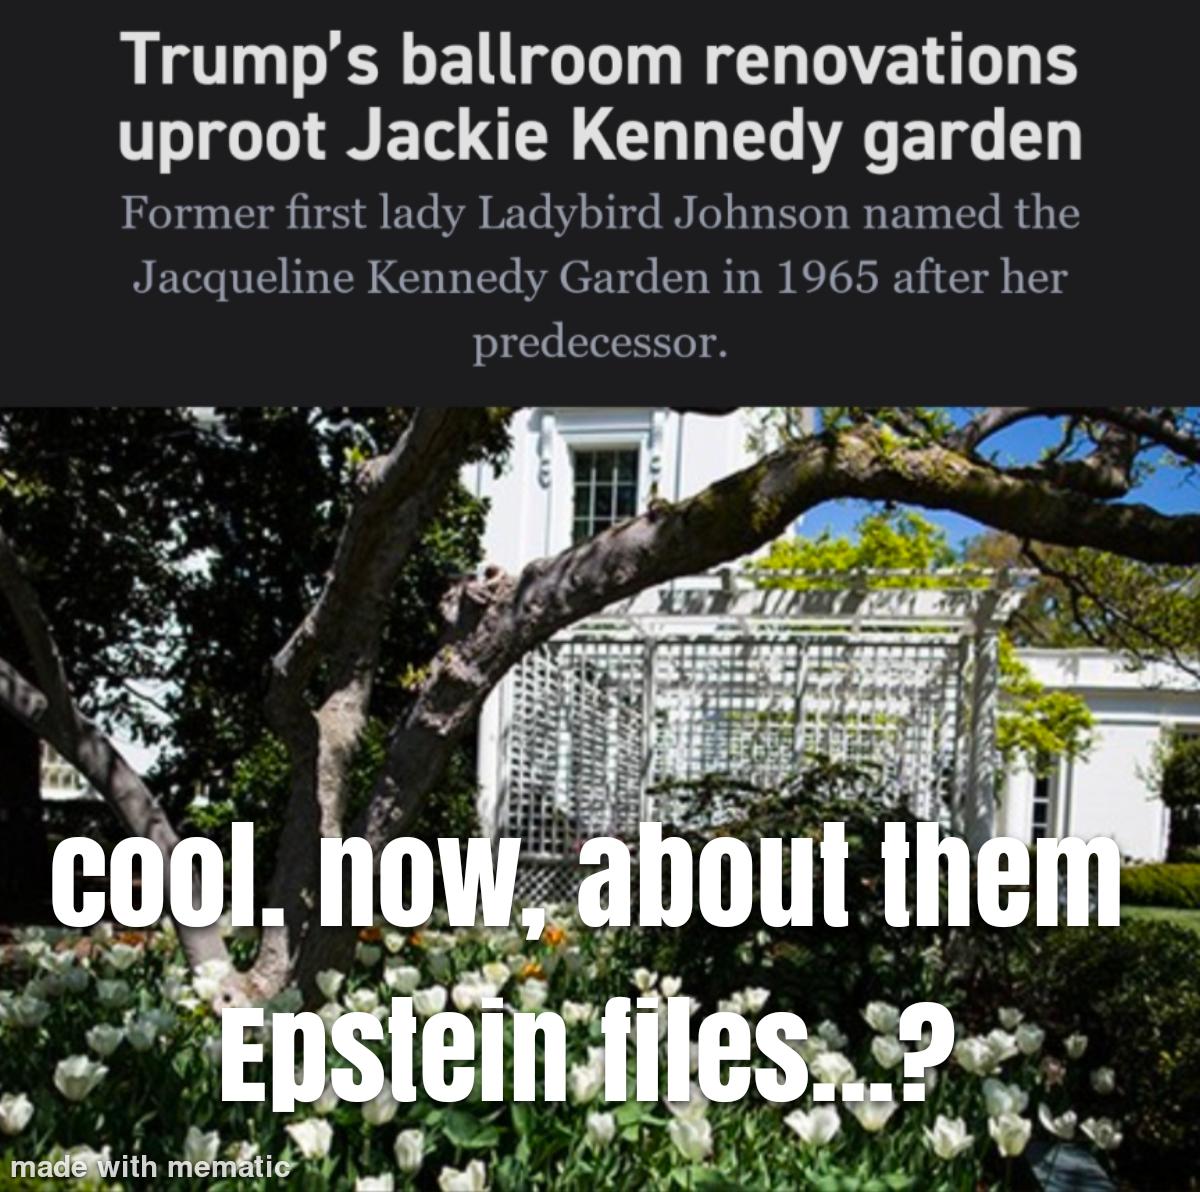 Trump’s ballroom renovations
uproot Jackie Kennedy garden
Former first lady Ladybird Johnson named the
Jacqueline Kennedy Garden in 1965 after her
predecessor.
cool. now, about them
Epstein files...?
made with mematic